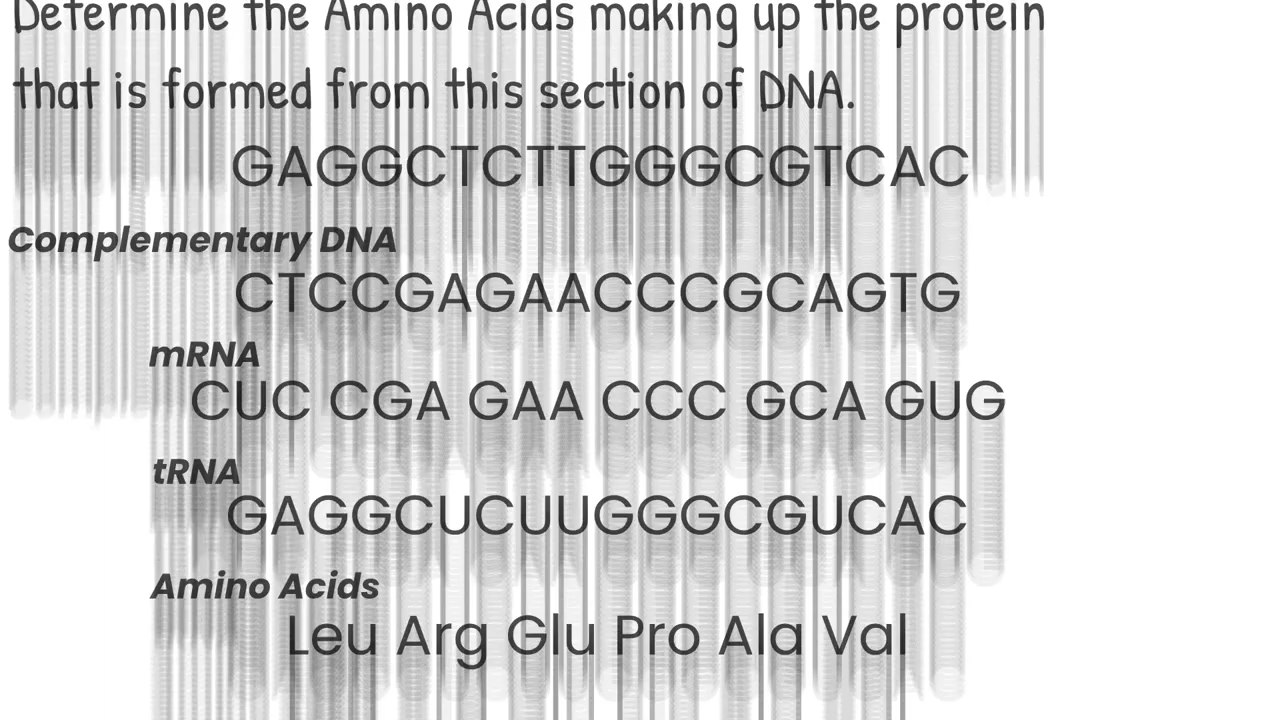 Determine the Amino Acids making up the protein
that is formed from this section of DNA.
GAGGCTCTTGGGCGTCAC
Complementary DNA
CTCCGAGAACCCGCAGTG
mRNA
CUC CGA GAA CCC GCA GUG
tRNA
GAGGCUCUUGGGCGUCAC
Amino Acids
Leu Arg Glu Pro Ala Val